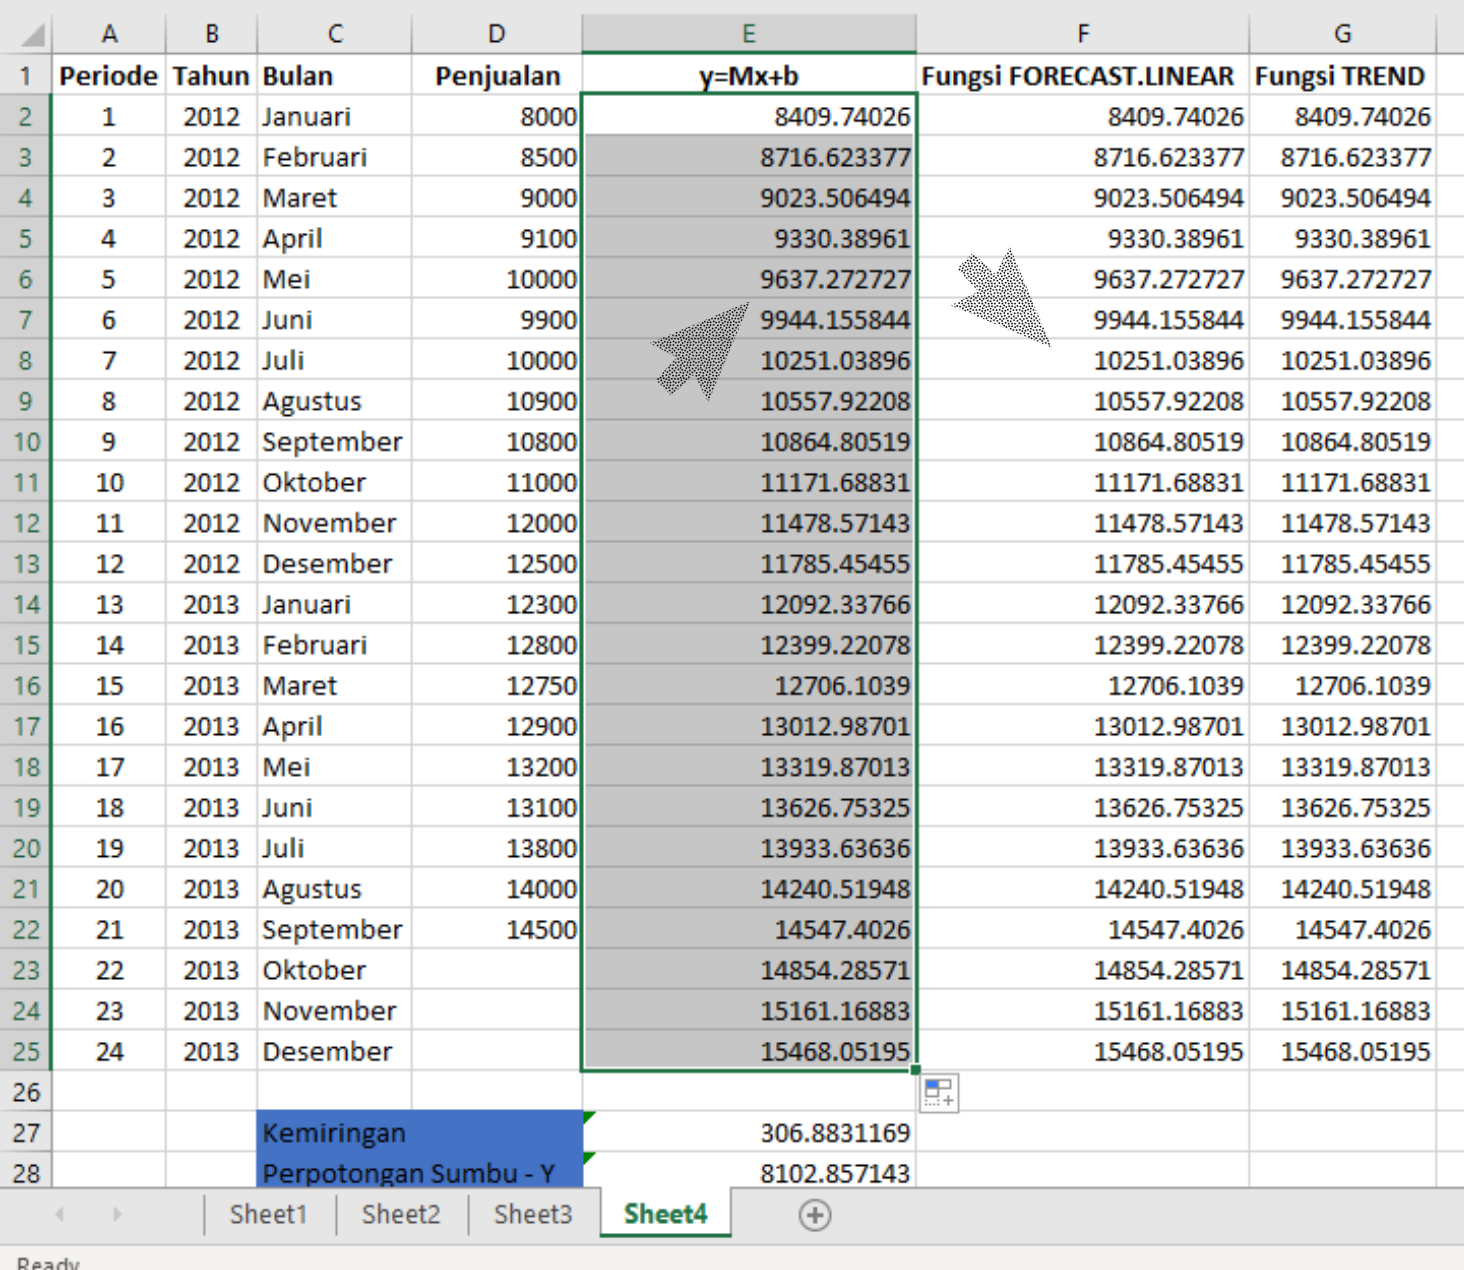 A B C D E F G
1 Periode Tahun Bulan Penjualan y=Mx+b Fungsi FORECAST.LINEAR Fungsi TREND
2 1 2012 Januari 8000 8409.74026 8409.74026 8409.74026
3 2 2012 Februari 8500 8716.623377 8716.623377 8716.623377
4 3 2012 Maret 9000 9023.506494 9023.506494 9023.506494
5 4 2012 April 9100 9330.38961 9330.38961 9330.38961
6 5 2012 Mei 10000 9637.272727 9637.272727 9637.272727
7 6 2012 Juni 9900 9944.155844 9944.155844 9944.155844
8 7 2012 Juli 10000 10251.03896 10251.03896 10251.03896
9 8 2012 Agustus 10900 10557.92208 10557.92208 10557.92208
10 9 2012 September 10800 10864.80519 10864.80519 10864.80519
11 10 2012 Oktober 11000 11171.68831 11171.68831 11171.68831
12 11 2012 November 12000 11478.57143 11478.57143 11478.57143
13 12 2012 Desember 12500 11785.45455 11785.45455 11785.45455
14 13 2013 Januari 12300 12092.33766 12092.33766 12092.33766
15 14 2013 Februari 12800 12399.22078 12399.22078 12399.22078
16 15 2013 Maret 12750 12706.1039 12706.1039 12706.1039
17 16 2013 April 12900 13012.98701 13012.98701 13012.98701
18 17 2013 Mei 13200 13319.87013 13319.87013 13319.87013
19 18 2013 Juni 13100 13626.75325 13626.75325 13626.75325
20 19 2013 Juli 13800 13933.63636 13933.63636 13933.63636
21 20 2013 Agustus 14000 14240.51948 14240.51948 14240.51948
22 21 2013 September 14500 14547.4026 14547.4026 14547.4026
23 22 2013 Oktober 14854.28571 14854.28571 14854.28571
24 23 2013 November 15161.16883 15161.16883 15161.16883
25 24 2013 Desember 15468.05195 15468.05195 15468.05195
26
27 Kemiringan 306.8831169
28 Perpotongan Sumbu - Y 8102.857143
Sheet1 Sheet2 Sheet3 Sheet4
Ready